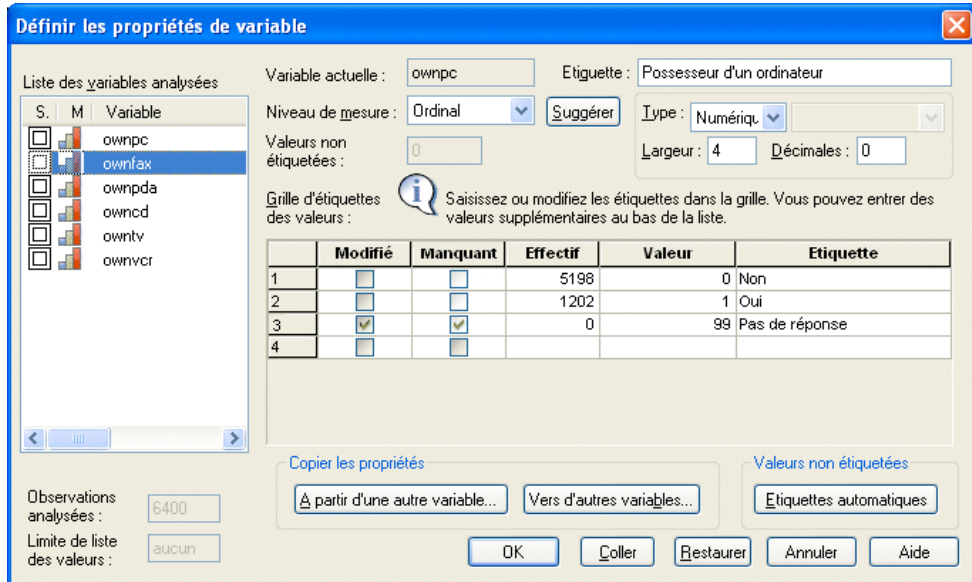 Définir les propriétés de variable
Liste des variables analysées
S. M Variable
ownpc
ownfax
ownpda
owncd
owntv
ownvcr
Observations analysées : 6400
Limite de liste des valeurs : aucun
Variable actuelle : ownpc Etiquette : Possesseur d'un ordinateur
Niveau de mesure : Ordinal Suggérer Type : Numériqu
Valeurs non étiquetées : 0 Largeur : 4 Décimales : 0
Grille d'étiquettes des valeurs :
Saisissez ou modifiez les étiquettes dans la grille. Vous pouvez entrer des
valeurs supplémentaires au bas de la liste.
Modifié Manquant Effectif Valeur Etiquette
1 5198 0 Non
2 1202 1 Oui
3 0 99 Pas de réponse
4
Copier les propriétés
A partir d'une autre variable... Vers d'autres variables...
Valeurs non étiquetées
Etiquettes automatiques
OK Coller Restaurer Annuler Aide